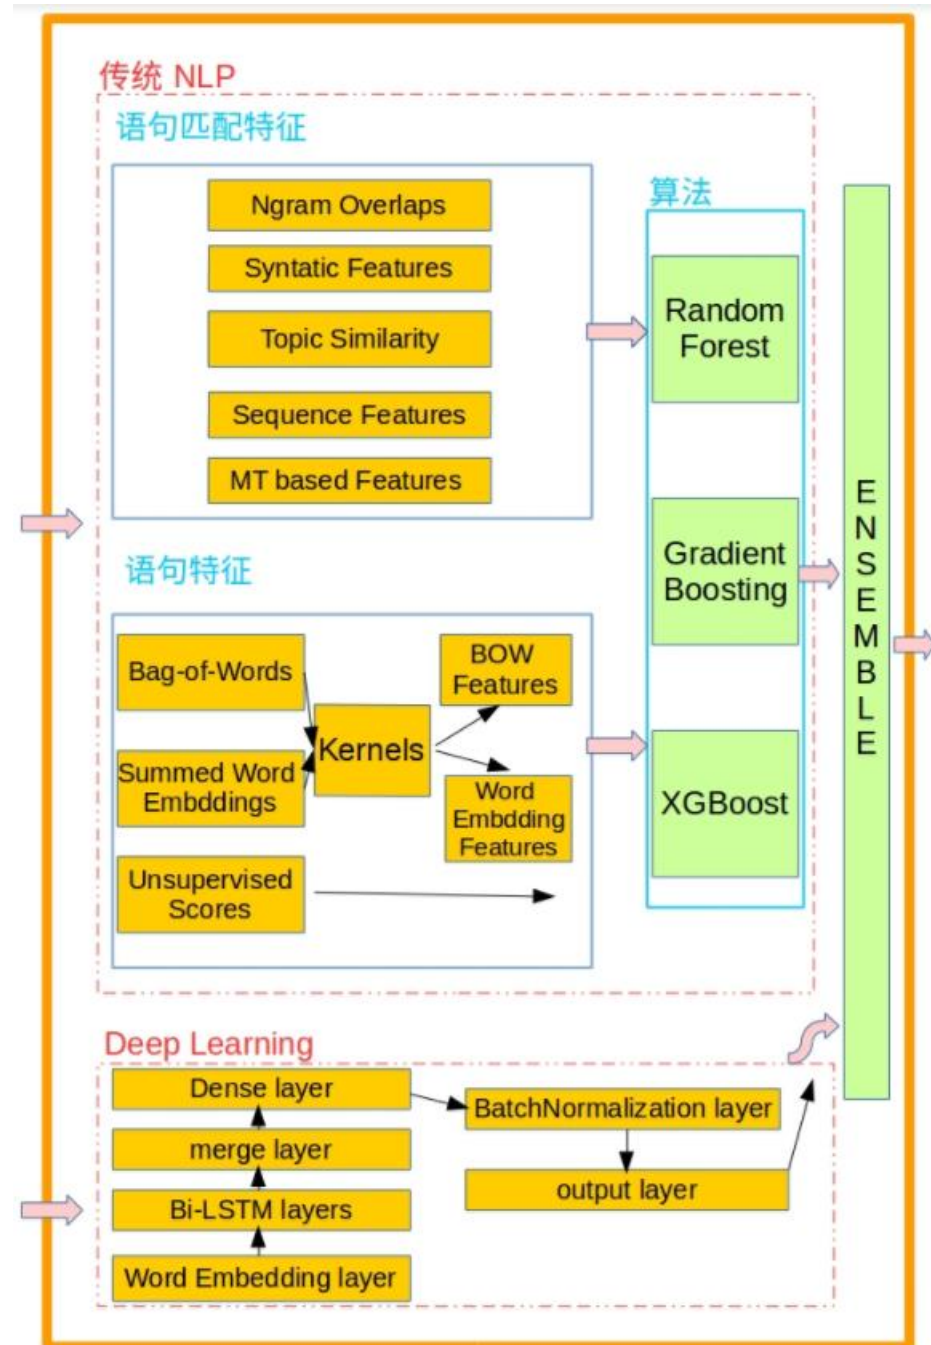 传统 NLP
语句匹配特征
Ngram Overlaps
Syntatic Features
Topic Similarity
Sequence Features
MT based Features
语句特征
Bag-of-Words
Summed Word
Embddings
Unsupervised
Scores
Kernels
BOW
Features
Word
Embdding
Features
算法
Random
Forest
Gradient
Boosting
XGBoost
Deep Learning
Dense layer
merge layer
Bi-LSTM layers
Word Embedding layer
BatchNormalization layer
output layer
E
N
S
E
M
B
L
E